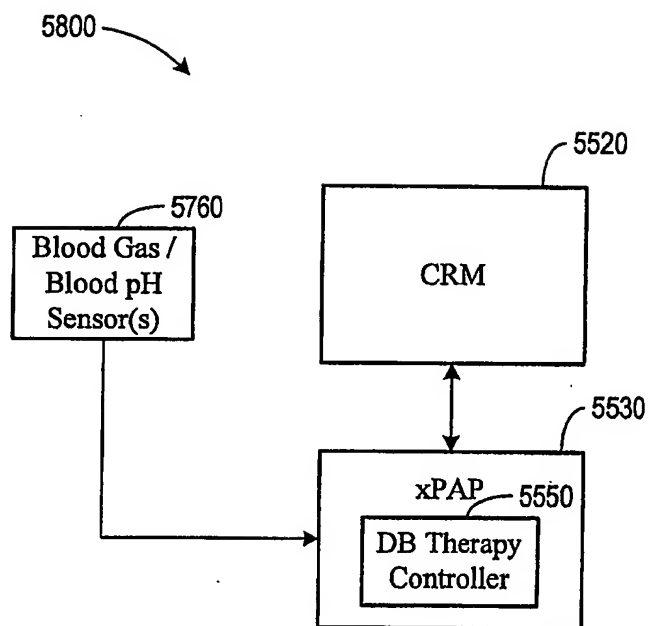 5800
5520
5760
Blood Gas /
Blood pH
Sensor(s)
CRM
5530
xPAP
5550
DB Therapy
Controller